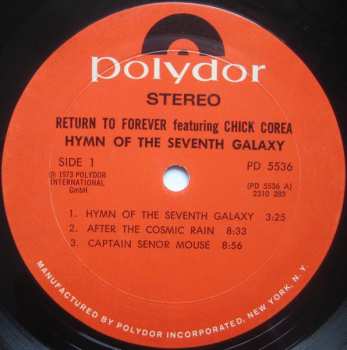 polydor
STEREO
RETURN TO FOREVER featuring CHICK COREA
HYMN OF THE SEVENTH GALAXY
SIDE 1
PD 5536
℗ 1973 POLYDOR
INTERNATIONAL
GmbH
(PD 5536 A)
2310 283
1. HYMN OF THE SEVENTH GALAXY 3:25
2. AFTER THE COSMIC RAIN 8:33
3. CAPTAIN SENOR MOUSE 8:56
MANUFACTURED BY POLYDOR INCORPORATED, NEW YORK, N. Y.